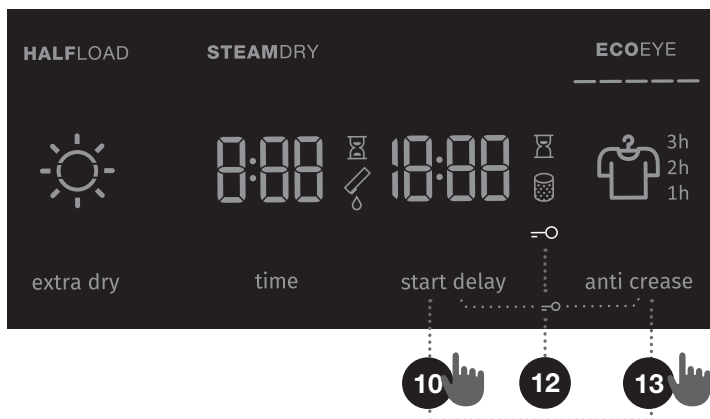 HALFLOAD STEAMDRY ECOEYE
8:88 18:88 3h
2h
1h
extra dry time start delay anti crease
10 12 13